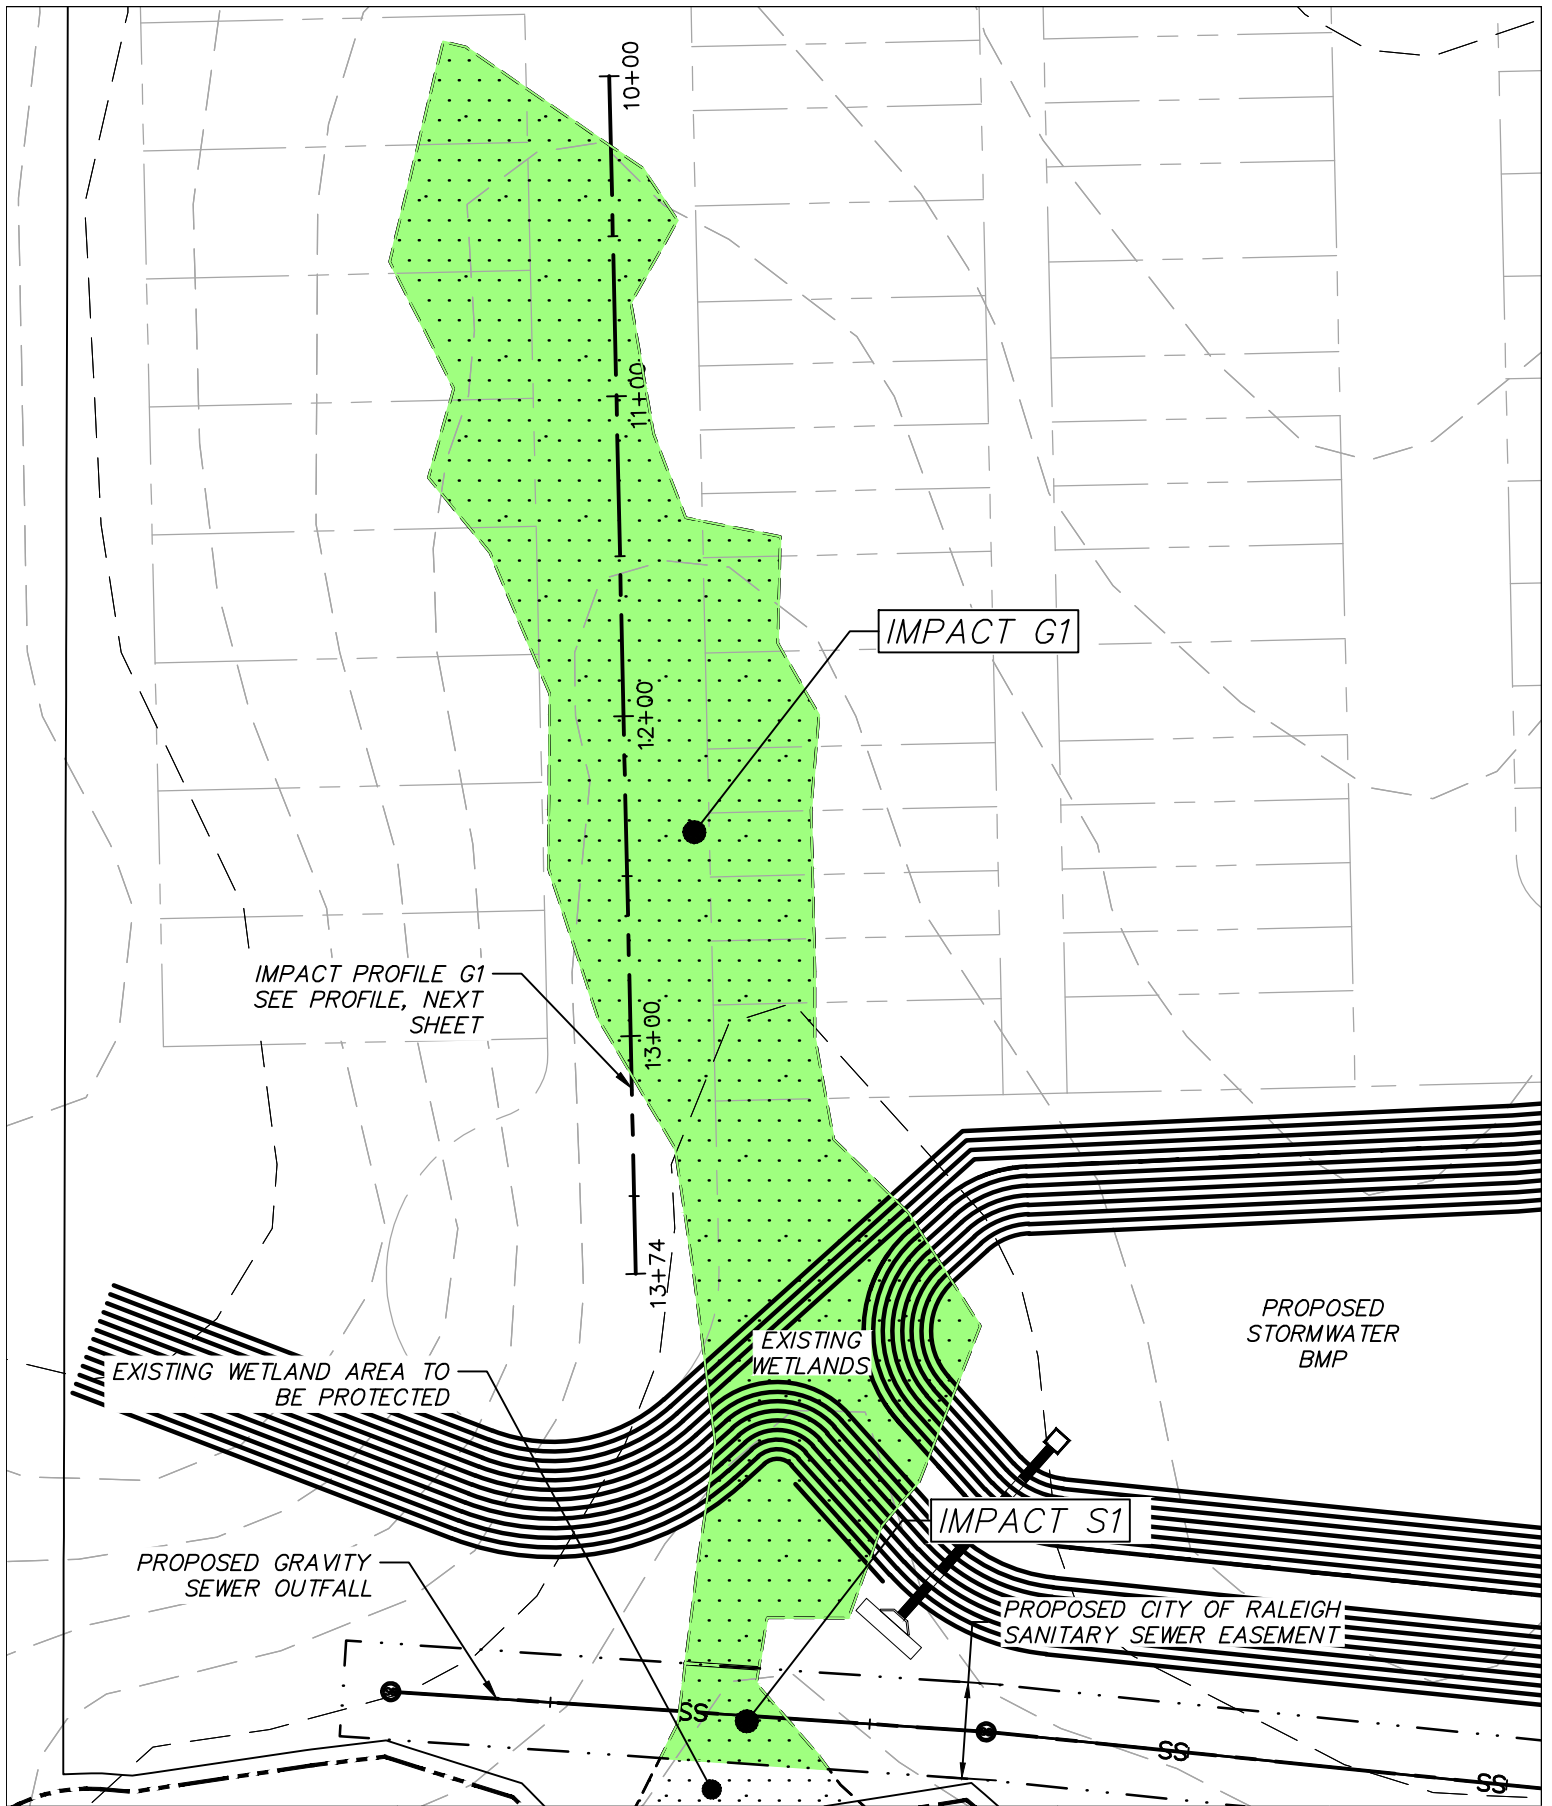 10+00
11+00
IMPACT G1
12+00
IMPACT PROFILE G1
SEE PROFILE, NEXT
SHEET
13+00
13+74
PROPOSED
STORMWATER
BMP
EXISTING
WETLANDS
EXISTING WETLAND AREA TO
BE PROTECTED
IMPACT S1
PROPOSED GRAVITY
SEWER OUTFALL
PROPOSED CITY OF RALEIGH
SANITARY SEWER EASEMENT
SS
SS
SS